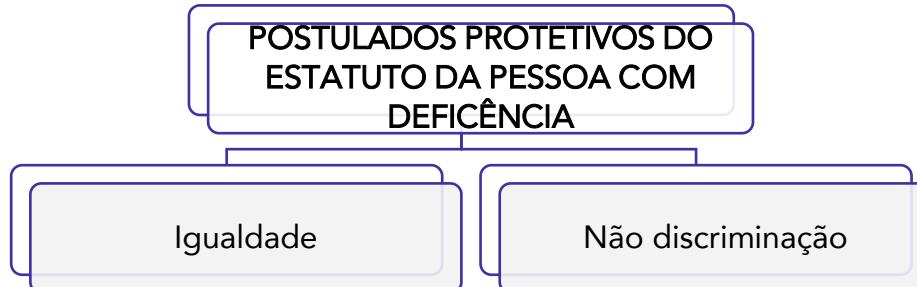 POSTULADOS PROTETIVOS DO
ESTATUTO DA PESSOA COM
DEFICÊNCIA
Igualdade
Não discriminação